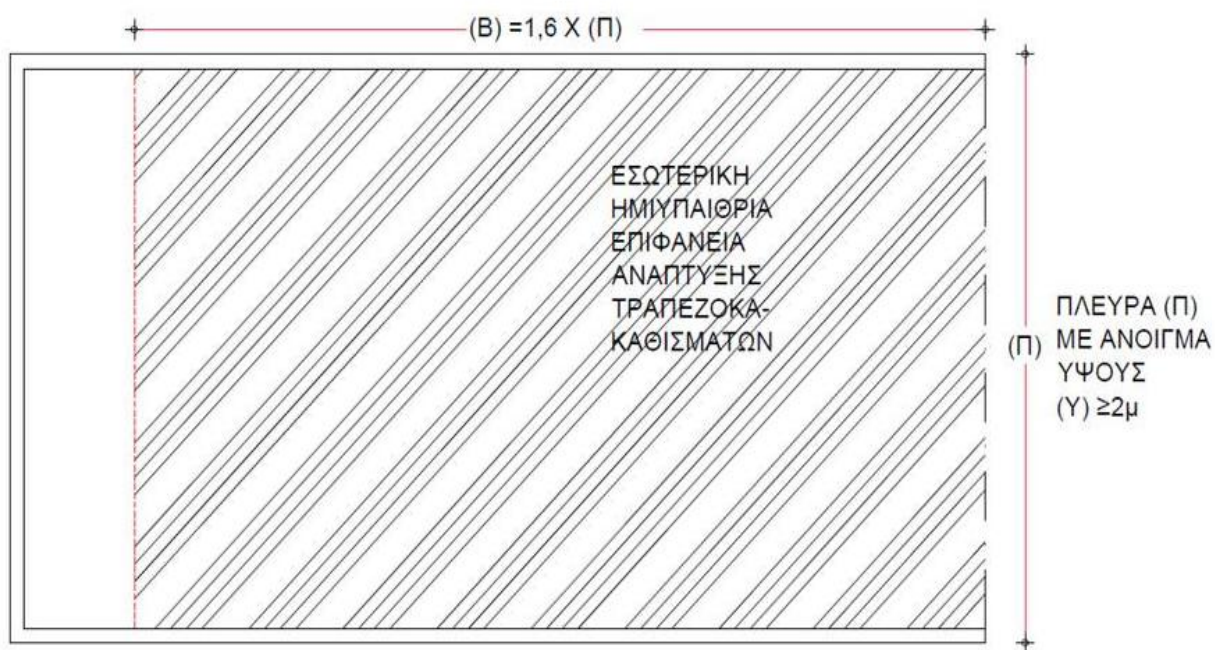 (Β) =1,6 Χ (Π)
ΕΣΩΤΕΡΙΚΗ
ΗΜΙΥΠΑΙΘΡΙΑ
ΕΠΙΦΑΝΕΙΑ
ΑΝΑΠΤΥΞΗΣ
ΤΡΑΠΕΖΟΚΑ-
ΚΑΘΙΣΜΑΤΩΝ
(Π)
ΠΛΕΥΡΑ (Π)
ΜΕ ΑΝΟΙΓΜΑ
ΥΨΟΥΣ
(Υ) ≥2μ